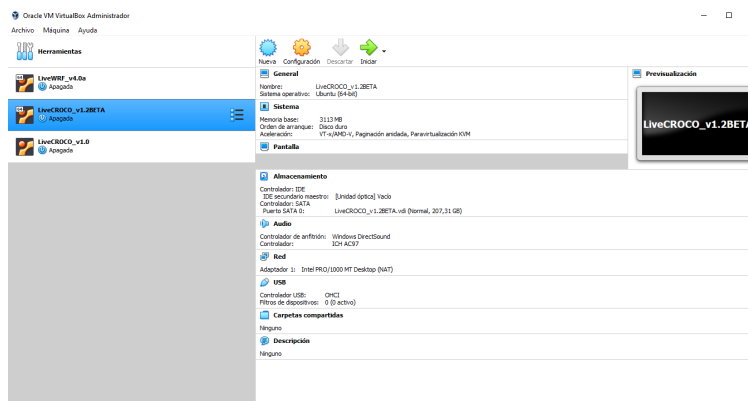 Oracle VM VirtualBox Administrador
Archivo Máquina Ayuda
Herramientas
Nueva Configuración Descartar Iniciar
LiveWRF_v4.0a
Apagada
LiveCROCO_v1.2BETA
Apagada
LiveCROCO_v1.0
Apagada
General
Nombre: LiveCROCO_v1.2BETA
Sistema operativo: Ubuntu (64-bit)
Sistema
Memoria base: 3113 MB
Orden de arranque: Disco duro
Aceleración: VT-x/AMD-V, Paginación anidada, Paravirtualización KVM
Pantalla
Previsualización
LiveCROCO_v1.2BETA
Almacenamiento
Controlador: IDE
IDE secundario maestro: [Unidad óptica] Vacío
Controlador: SATA
Puerto SATA 0: LiveCROCO_v1.2BETA.vdi (Normal, 207,31 GB)
Audio
Controlador de anfitrión: Windows DirectSound
Controlador: ICH AC97
Red
Adaptador 1: Intel PRO/1000 MT Desktop (NAT)
USB
Controlador USB: OHCI
Filtros de dispositivos: 0 (0 activo)
Carpetas compartidas
Ninguno
Descripción
Ninguno